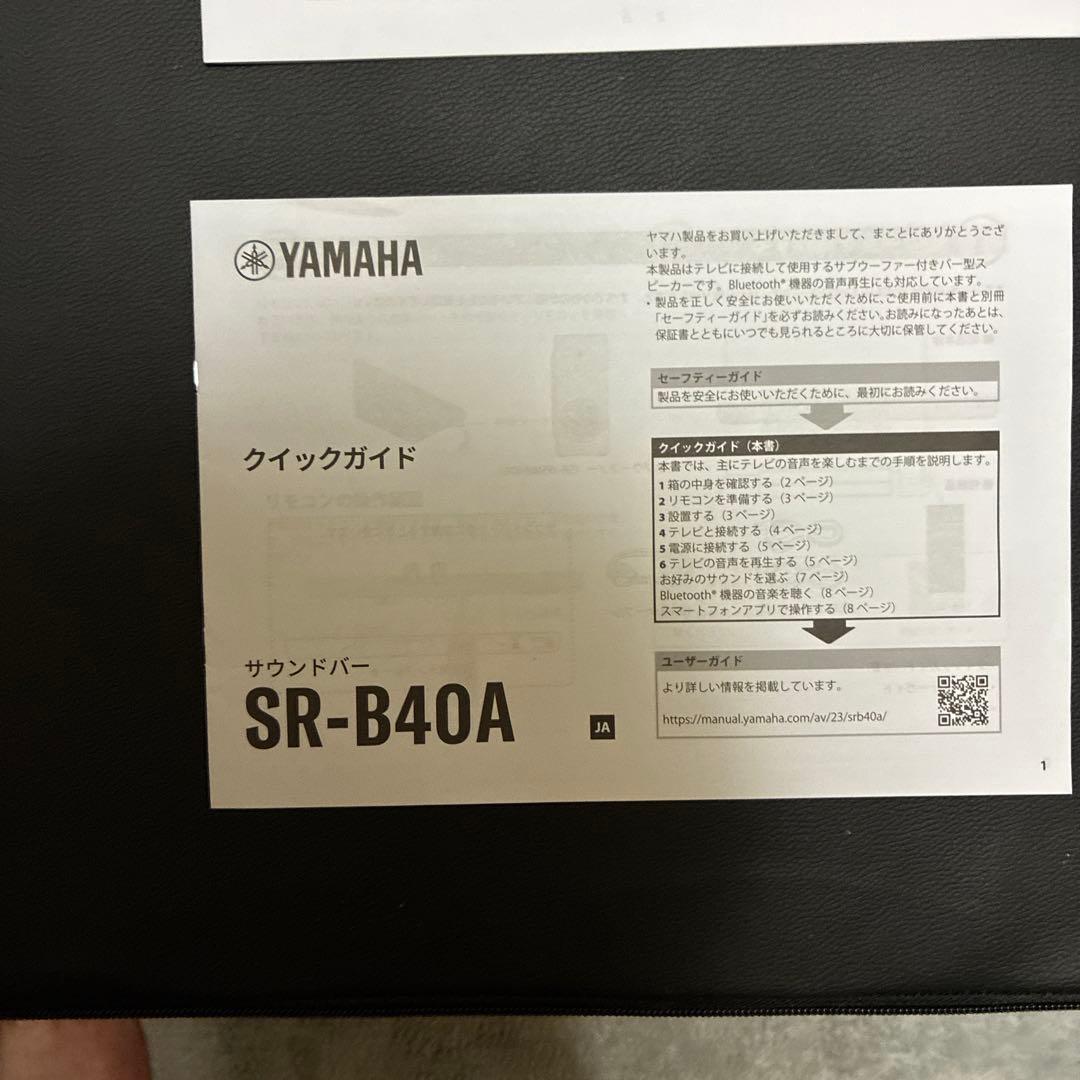 YAMAHA
クイックガイド
サウンドバー
SR-B40A
JA
ヤマハ製品をお買い上げいただきまして、まことにありがとうござ
います。
本製品はテレビに接続して使用するサブウーファー付きバー型ス
ピーカーです。Bluetooth® 機器の音声再生にも対応しています。
・製品を正しく安全にお使いいただくために、ご使用前に本書と別冊
「セーフティーガイド」を必ずお読みください。お読みになったあとは、
保証書とともにいつでも見られるところに大切に保管してください。
セーフティーガイド
製品を安全にお使いいただくために、最初にお読みください。
クイックガイド（本書）
本書では、主にテレビの音声を楽しむまでの手順を説明します。
1 箱の中身を確認する（2 ページ）
2 リモコンを準備する（3 ページ）
3 設置する（3 ページ）
4 テレビと接続する（4 ページ）
5 電源に接続する（5 ページ）
6 テレビの音声を再生する（5 ページ）
お好みのサウンドを選ぶ（7 ページ）
Bluetooth® 機器の音楽を聴く（8 ページ）
スマートフォンアプリで操作する（8 ページ）
ユーザーガイド
より詳しい情報を掲載しています。
https://manual.yamaha.com/av/23/srb40a/
1